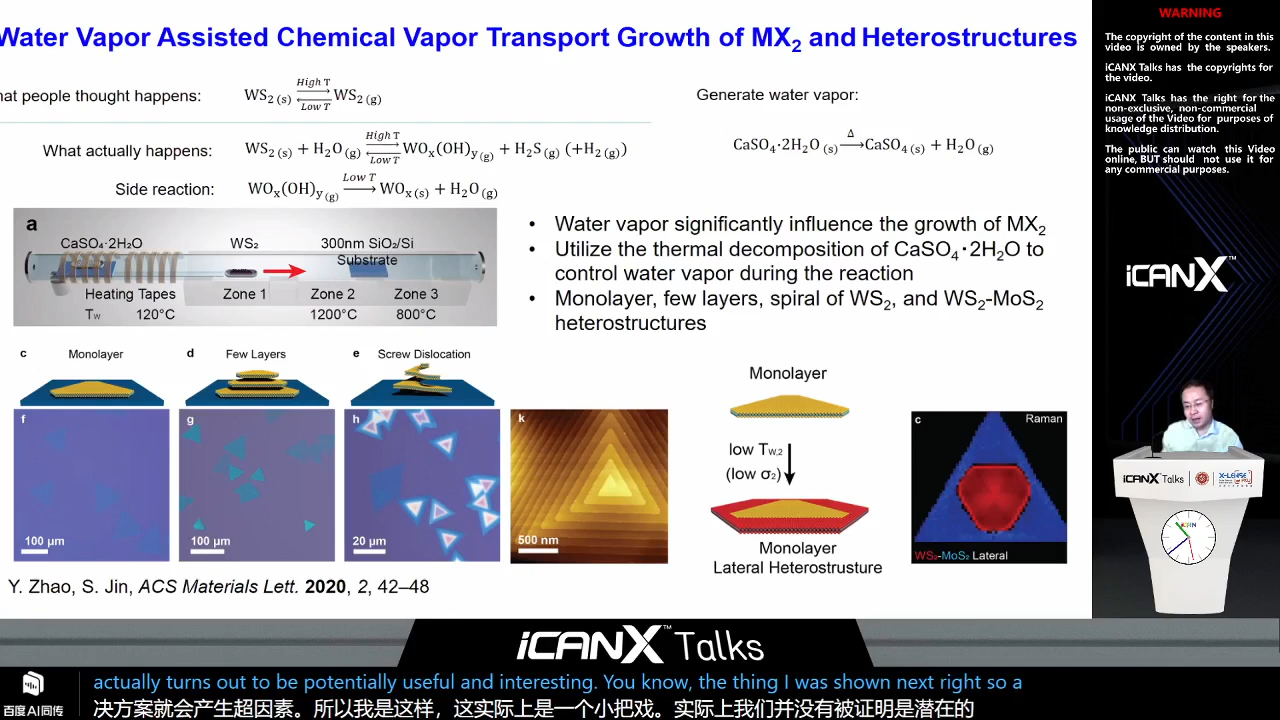 Water Vapor Assisted Chemical Vapor Transport Growth of MX₂ and Heterostructures
hat people thought happens:
WS₂ (s) High T Low T WS₂ (g)
What actually happens:
WS₂ (s) + H₂O (g) High T Low T WOₓ(OH)y (g) + H₂S (g) (+H₂ (g))
Side reaction:
WOₓ(OH)y (g) Low T WOₓ (s) + H₂O (g)
Generate water vapor:
CaSO₄·2H₂O (s) Δ CaSO₄ (s) + H₂O (g)
a
CaSO₄·2H₂O
WS₂
300nm SiO₂/Si
Substrate
Heating Tapes
Zone 1
Zone 2
Zone 3
Tw
120°C
1200°C
800°C
• Water vapor significantly influence the growth of MX₂
• Utilize the thermal decomposition of CaSO₄·2H₂O to
control water vapor during the reaction
• Monolayer, few layers, spiral of WS₂, and WS₂-MoS₂
heterostructures
c Monolayer
d Few Layers
e Screw Dislocation
f
100 μm
g
100 μm
h
20 μm
k
500 nm
Monolayer
low Tw,2
(low σ₂)
Monolayer
Lateral Heterostrusture
c
Raman
WS₂-MoS₂ Lateral
Y. Zhao, S. Jin, ACS Materials Lett. 2020, 2, 42–48
WARNING
The copyright of the content in this
video is owned by the speakers.
iCANX Talks has the copyrights for
the video.
iCANX Talks has the right for the
non-exclusive, non-commercial
usage of the Video for purposes of
knowledge distribution.
The public can watch this Video
online, BUT should not use it for
any commercial purposes.
iCANX™
iCANX Talks
X-LENSE
iCANX™ Talks
百度AI同传
actually turns out to be potentially useful and interesting. You know, the thing I was shown next right so a
决方案就会产生超因素。所以我是这样，这实际上是一个小把戏。实际上我们并没有被证明是潜在的